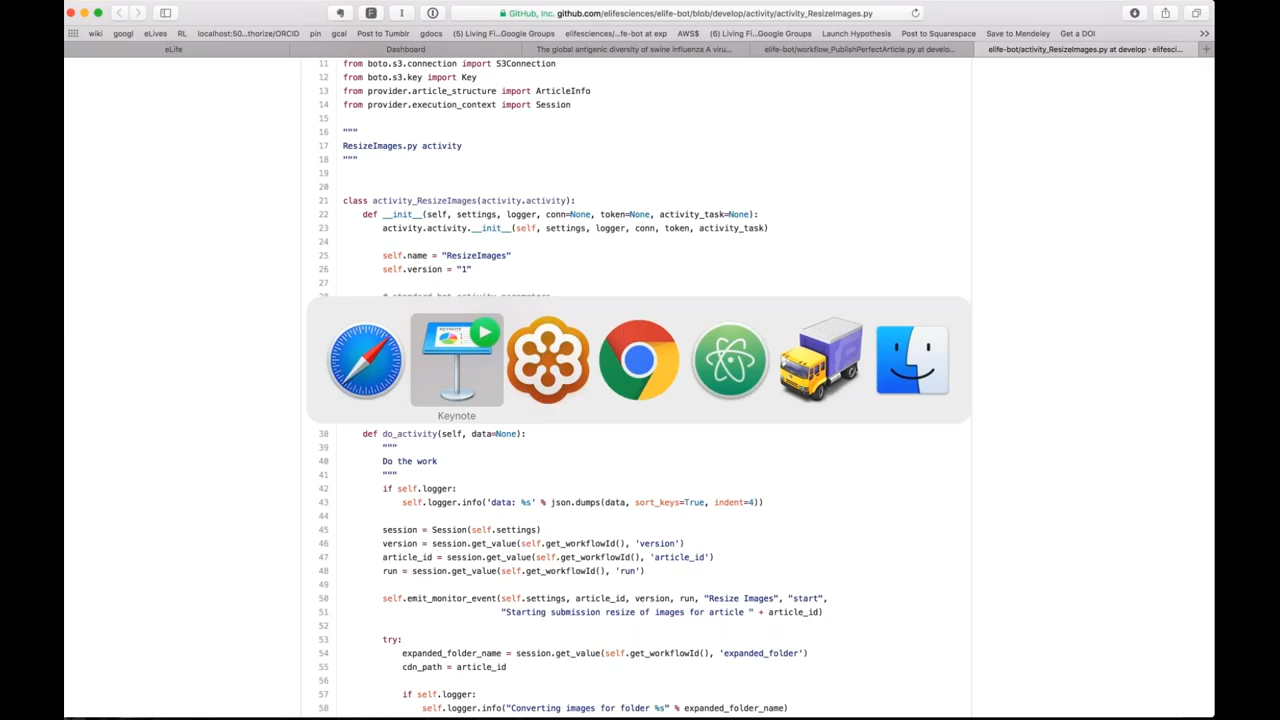 GitHub, Inc. github.com/elifesciences/elife-bot/blob/develop/activity/activity_ResizeImages.py
wiki googl eLives RL localhost:50...thorize/ORCID pin gcal Post to Tumblr gdocs (5) Living Fi....Google Groups elifesciences/...fe-bot at exp AWS$ (6) Living Fi....Google Groups Launch Hypothesis Post to Squarespace Save to Mendeley Get a DOI
eLife Dashboard The global antigenic diversity of swine influenza A viru... elife-bot/workflow_PublishPerfectArticle.py at develo... elife-bot/activity_ResizeImages.py at develop · elifesci...
11 from boto.s3.connection import S3Connection
12 from boto.s3.key import Key
13 from provider.article_structure import ArticleInfo
14 from provider.execution_context import Session
15
16 """
17 ResizeImages.py activity
18 """
19
20
21 class activity_ResizeImages(activity.activity):
22 def __init__(self, settings, logger, conn=None, token=None, activity_task=None):
23 activity.activity.__init__(self, settings, logger, conn, token, activity_task)
24
25 self.name = "ResizeImages"
26 self.version = "1"
27
28 # standard bot activity parameters
KEYNOTE
Keynote
38 def do_activity(self, data=None):
39 """
40 Do the work
41 """
42 if self.logger:
43 self.logger.info('data: %s' % json.dumps(data, sort_keys=True, indent=4))
44
45 session = Session(self.settings)
46 version = session.get_value(self.get_workflowId(), 'version')
47 article_id = session.get_value(self.get_workflowId(), 'article_id')
48 run = session.get_value(self.get_workflowId(), 'run')
49
50 self.emit_monitor_event(self.settings, article_id, version, run, "Resize Images", "start",
51 "Starting submission resize of images for article " + article_id)
52
53 try:
54 expanded_folder_name = session.get_value(self.get_workflowId(), 'expanded_folder')
55 cdn_path = article_id
56
57 if self.logger:
58 self.logger.info("Converting images for folder %s" % expanded_folder_name)